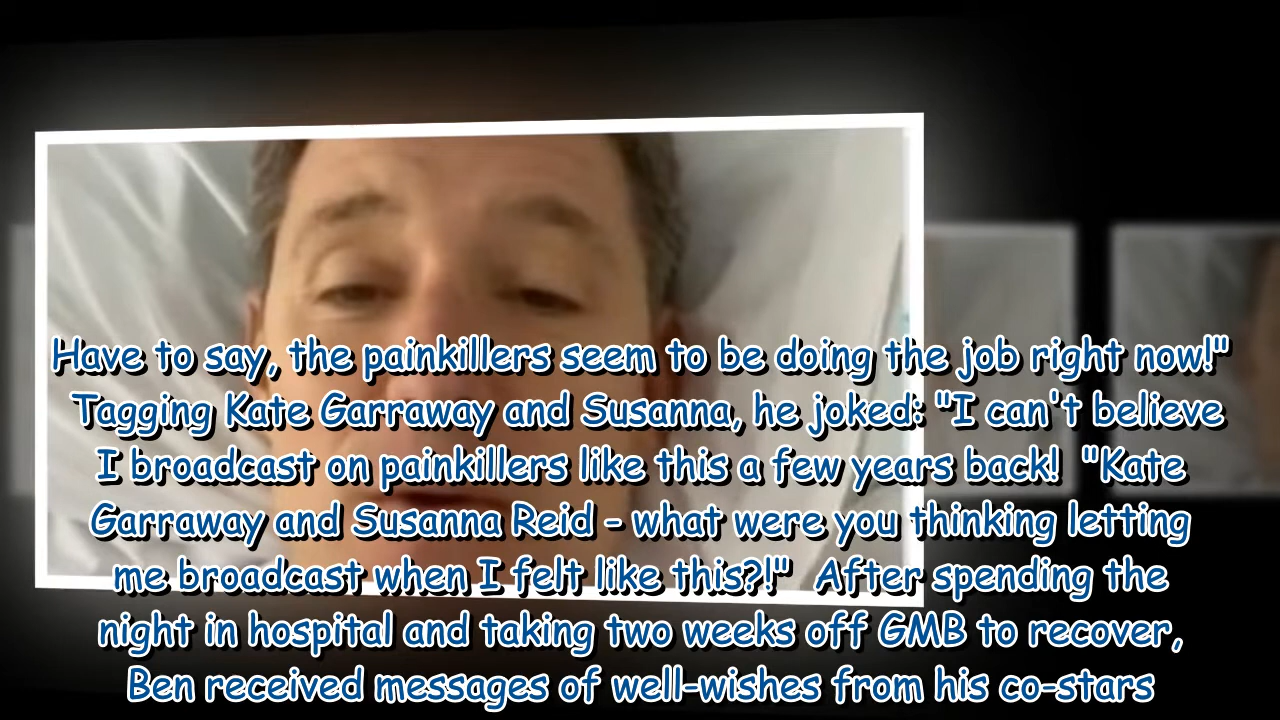 Have to say, the painkillers seem to be doing the job right now!"
Tagging Kate Garraway and Susanna, he joked: "I can't believe
I broadcast on painkillers like this a few years back!  "Kate
Garraway and Susanna Reid - what were you thinking letting
me broadcast when I felt like this?!"  After spending the
night in hospital and taking two weeks off GMB to recover,
Ben received messages of well-wishes from his co-stars